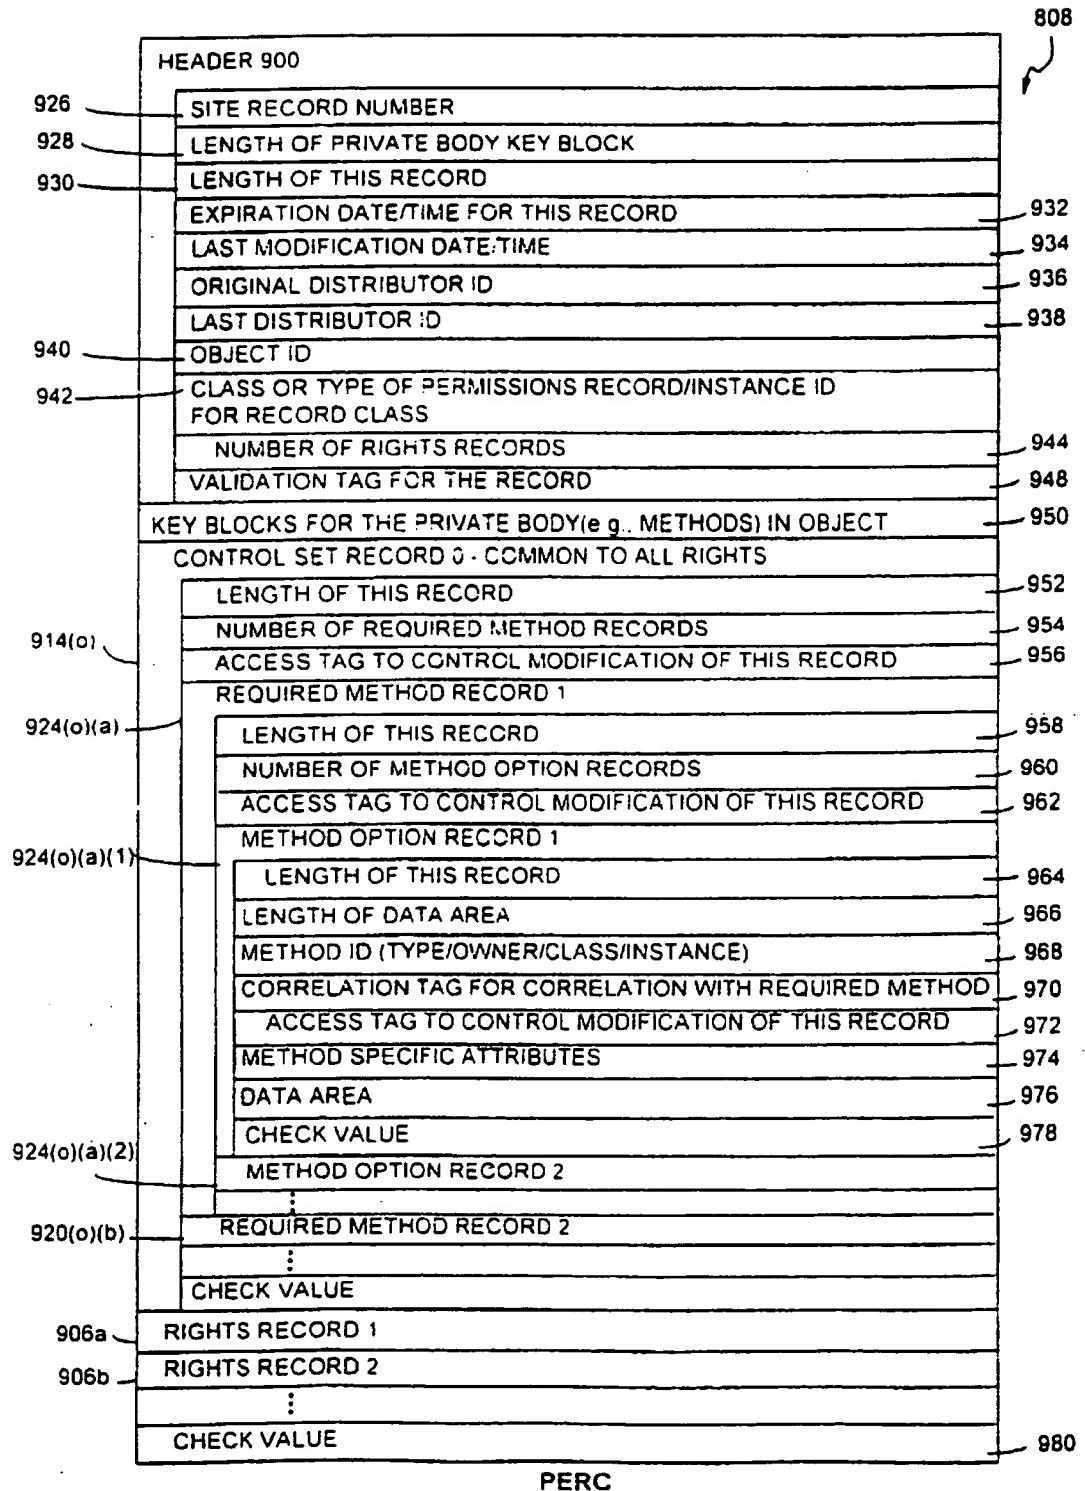 808
HEADER 900
926 SITE RECORD NUMBER
928 LENGTH OF PRIVATE BODY KEY BLOCK
930 LENGTH OF THIS RECORD
EXPIRATION DATE/TIME FOR THIS RECORD 932
LAST MODIFICATION DATE/TIME 934
ORIGINAL DISTRIBUTOR ID 936
LAST DISTRIBUTOR ID 938
940 OBJECT ID
942 CLASS OR TYPE OF PERMISSIONS RECORD/INSTANCE ID
FOR RECORD CLASS
NUMBER OF RIGHTS RECORDS 944
VALIDATION TAG FOR THE RECORD 948
KEY BLOCKS FOR THE PRIVATE BODY(e g., METHODS) IN OBJECT 950
CONTROL SET RECORD 0 - COMMON TO ALL RIGHTS
LENGTH OF THIS RECORD 952
914(o) NUMBER OF REQUIRED METHOD RECORDS 954
ACCESS TAG TO CONTROL MODIFICATION OF THIS RECORD 956
REQUIRED METHOD RECORD 1
924(o)(a) LENGTH OF THIS RECORD 958
NUMBER OF METHOD OPTION RECORDS 960
ACCESS TAG TO CONTROL MODIFICATION OF THIS RECORD 962
METHOD OPTION RECORD 1
924(o)(a)(1) LENGTH OF THIS RECORD 964
LENGTH OF DATA AREA 966
METHOD ID (TYPE/OWNER/CLASS/INSTANCE) 968
CORRELATION TAG FOR CORRELATION WITH REQUIRED METHOD 970
ACCESS TAG TO CONTROL MODIFICATION OF THIS RECORD 972
METHOD SPECIFIC ATTRIBUTES 974
DATA AREA 976
CHECK VALUE 978
924(o)(a)(2) METHOD OPTION RECORD 2
920(o)(b) REQUIRED METHOD RECORD 2
CHECK VALUE
906a RIGHTS RECORD 1
906b RIGHTS RECORD 2
CHECK VALUE 980
PERC